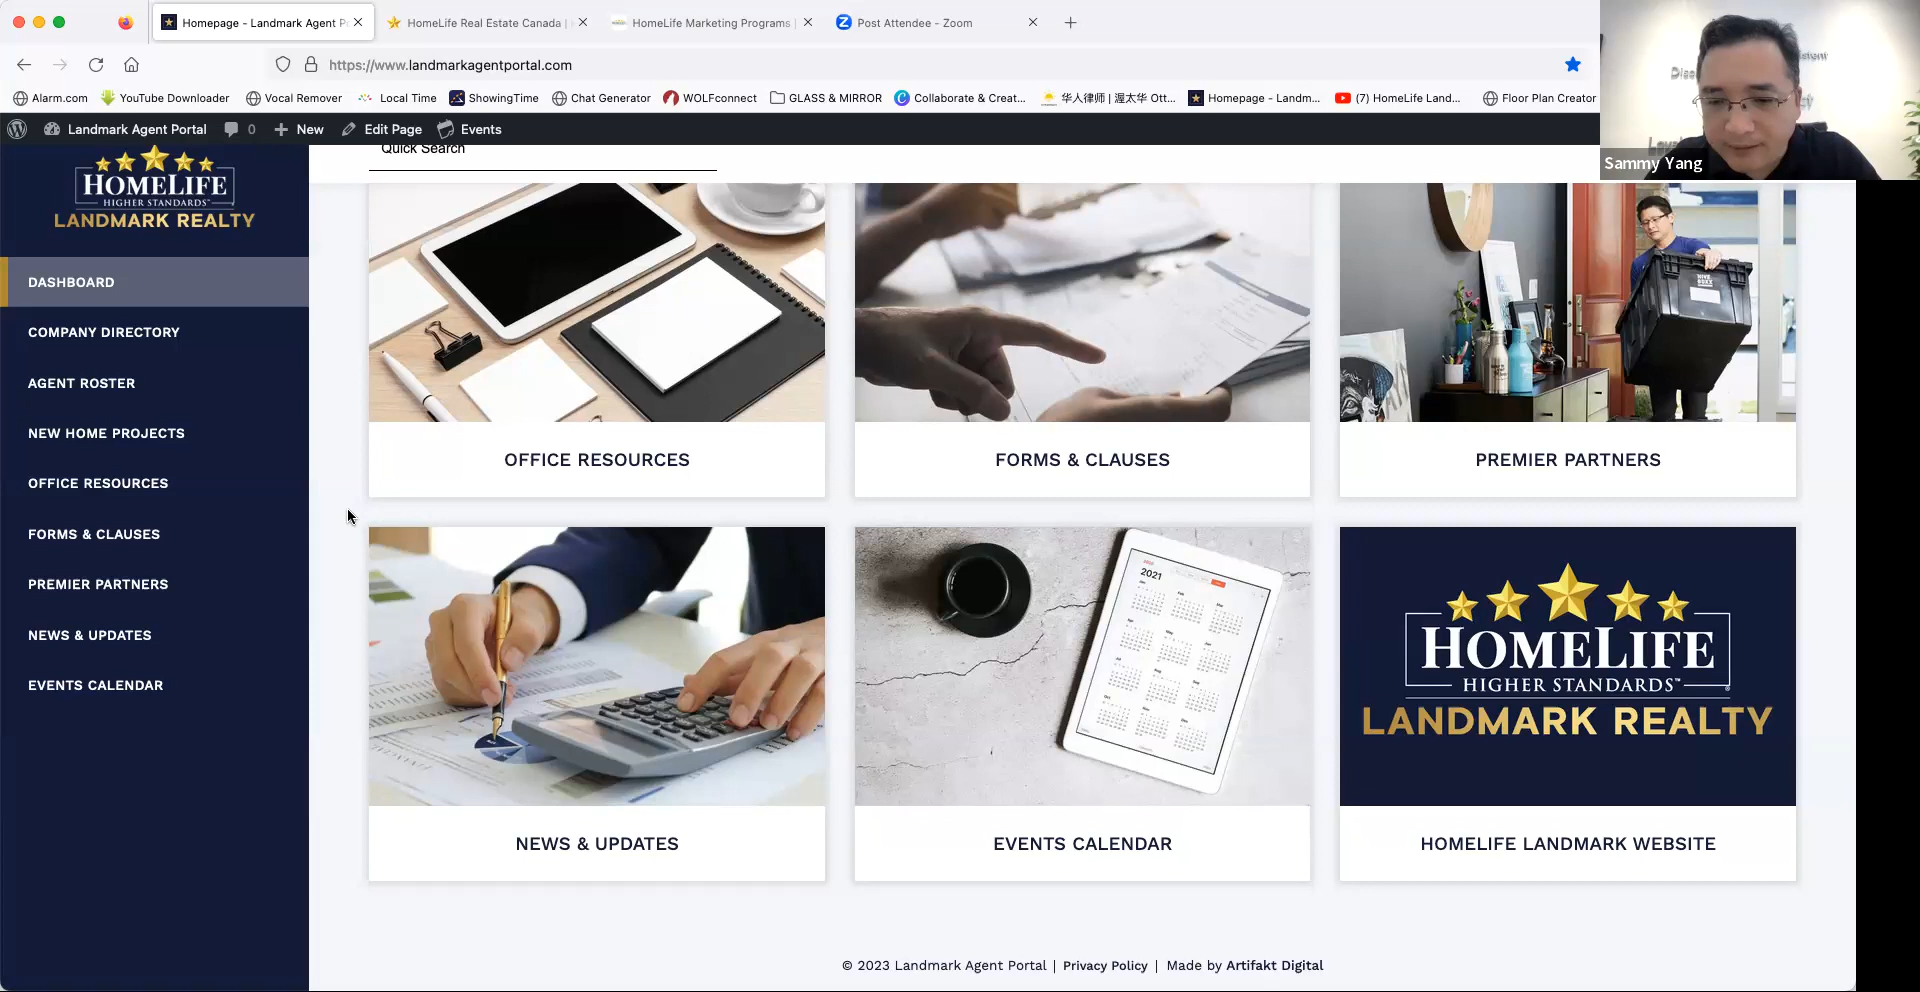 Homepage - Landmark Agent P
HomeLife Real Estate Canada |
HomeLife Marketing Programs |
Post Attendee - Zoom
https://www.landmarkagentportal.com
Alarm.com
YouTube Downloader
Vocal Remover
Local Time
ShowingTime
Chat Generator
WOLFconnect
GLASS & MIRROR
Collaborate & Creat...
华人律师 | 渥太华 Ott...
Homepage - Landm...
(7) HomeLife Land...
Floor Plan Creator
Landmark Agent Portal
0
New
Edit Page
Events
Sammy Yang
Quick Search
HOMELIFE
HIGHER STANDARDS™
LANDMARK REALTY
DASHBOARD
COMPANY DIRECTORY
AGENT ROSTER
NEW HOME PROJECTS
OFFICE RESOURCES
FORMS & CLAUSES
PREMIER PARTNERS
NEWS & UPDATES
EVENTS CALENDAR
OFFICE RESOURCES
FORMS & CLAUSES
PREMIER PARTNERS
2021
HOMELIFE
HIGHER STANDARDS™
LANDMARK REALTY
NEWS & UPDATES
EVENTS CALENDAR
HOMELIFE LANDMARK WEBSITE
© 2023 Landmark Agent Portal | Privacy Policy | Made by Artifakt Digital